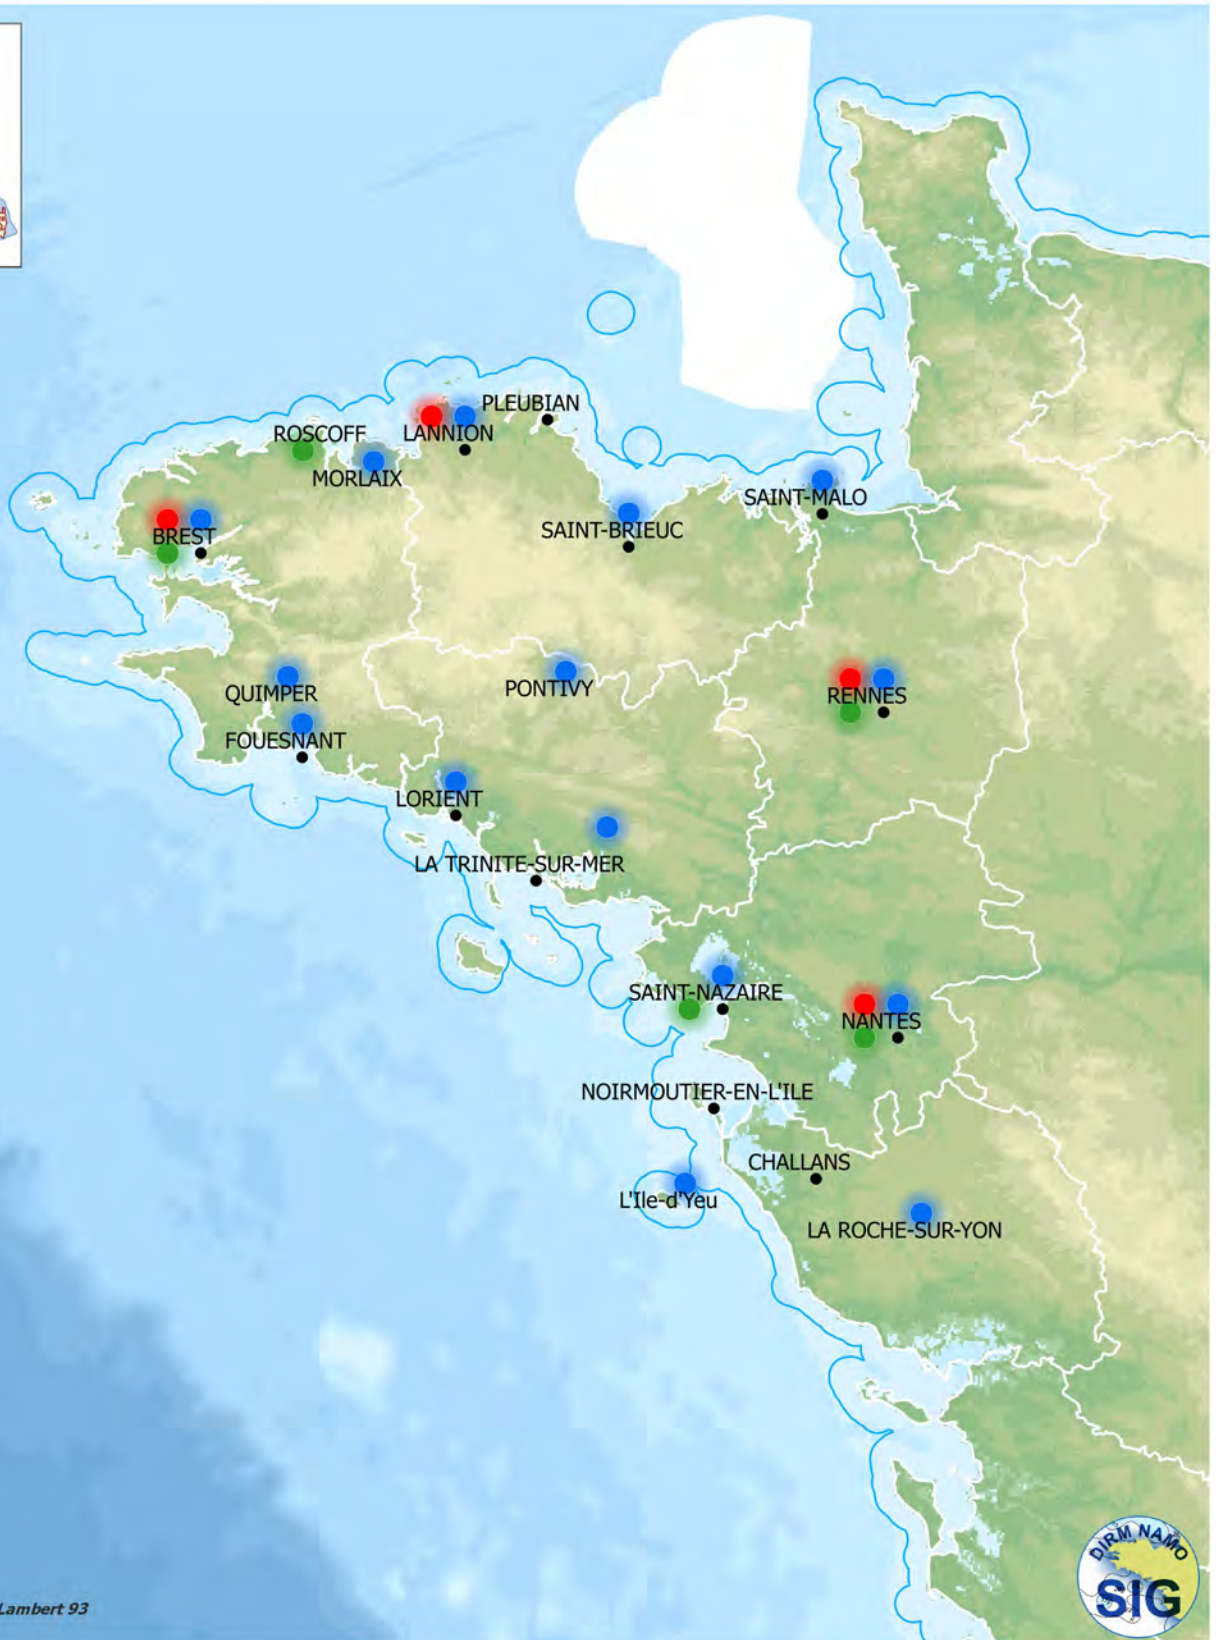 PLEUBIAN
ROSCOFF
LANNION
MORLAIX
SAINT-MALO
BREST
SAINT-BRIEUC
QUIMPER
PONTIVY
RENNES
FOUESNANT
LORIENT
LA TRINITE-SUR-MER
SAINT-NAZAIRE
NANTES
NOIRMOUTIER-EN-L'ILE
CHALLANS
L'Ile-d'Yeu
LA ROCHE-SUR-YON
DIRM NAMO
SIG
Lambert 93